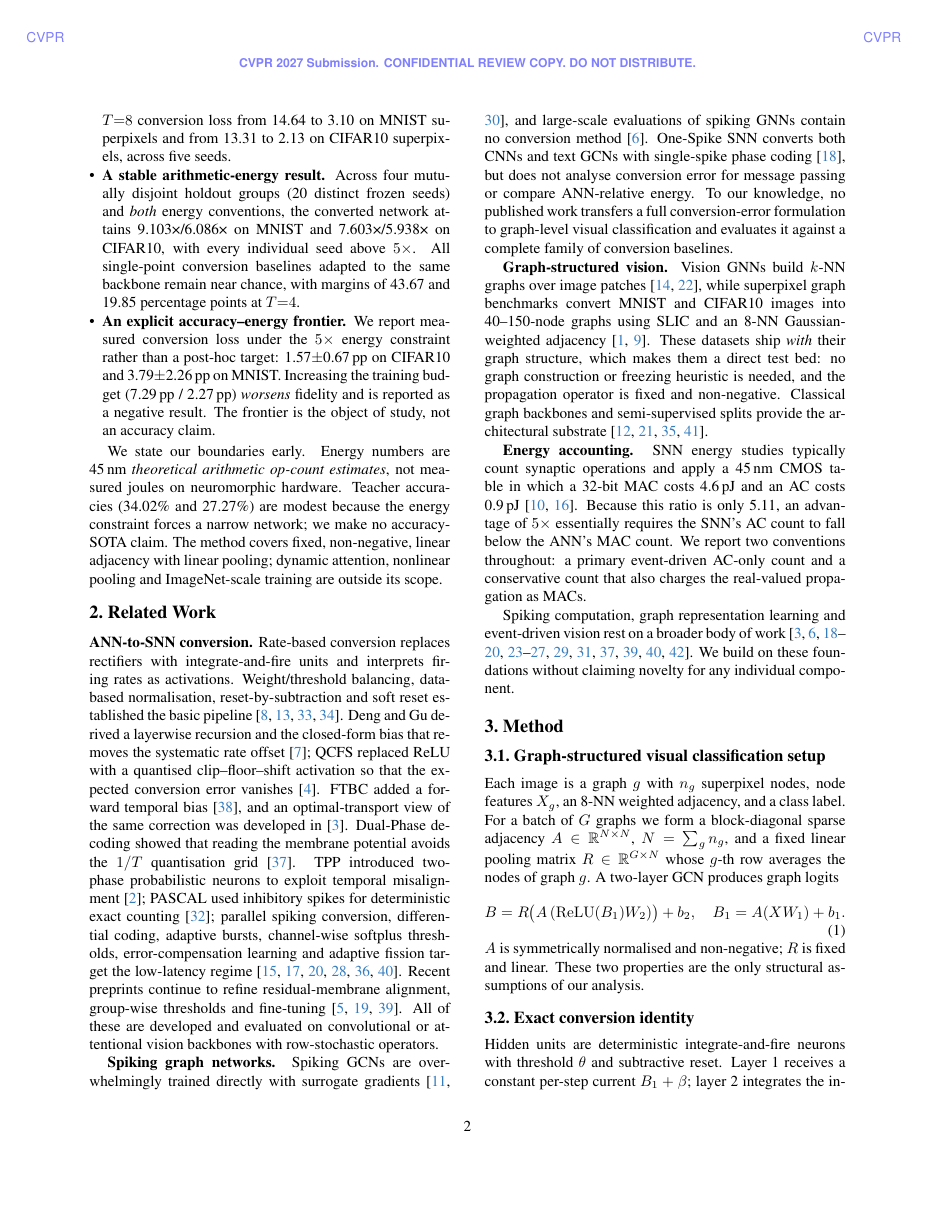 CVPR
CVPR
CVPR 2027 Submission. CONFIDENTIAL REVIEW COPY. DO NOT DISTRIBUTE.
T=8 conversion loss from 14.64 to 3.10 on MNIST su-
perpixels and from 13.31 to 2.13 on CIFAR10 superpix-
els, across five seeds.
• A stable arithmetic-energy result. Across four mutu-
ally disjoint holdout groups (20 distinct frozen seeds)
and both energy conventions, the converted network at-
tains 9.103×/6.086× on MNIST and 7.603×/5.938× on
CIFAR10, with every individual seed above 5×. All
single-point conversion baselines adapted to the same
backbone remain near chance, with margins of 43.67 and
19.85 percentage points at T=4.
• An explicit accuracy–energy frontier. We report mea-
sured conversion loss under the 5× energy constraint
rather than a post-hoc target: 1.57±0.67 pp on CIFAR10
and 3.79±2.26 pp on MNIST. Increasing the training bud-
get (7.29 pp / 2.27 pp) worsens fidelity and is reported as
a negative result. The frontier is the object of study, not
an accuracy claim.
We state our boundaries early. Energy numbers are
45 nm theoretical arithmetic op-count estimates, not mea-
sured joules on neuromorphic hardware. Teacher accura-
cies (34.02% and 27.27%) are modest because the energy
constraint forces a narrow network; we make no accuracy-
SOTA claim. The method covers fixed, non-negative, linear
adjacency with linear pooling; dynamic attention, nonlinear
pooling and ImageNet-scale training are outside its scope.
2. Related Work
ANN-to-SNN conversion. Rate-based conversion replaces
rectifiers with integrate-and-fire units and interprets fir-
ing rates as activations. Weight/threshold balancing, data-
based normalisation, reset-by-subtraction and soft reset es-
tablished the basic pipeline [8, 13, 33, 34]. Deng and Gu de-
rived a layerwise recursion and the closed-form bias that re-
moves the systematic rate offset [7]; QCFS replaced ReLU
with a quantised clip–floor–shift activation so that the ex-
pected conversion error vanishes [4]. FTBC added a for-
ward temporal bias [38], and an optimal-transport view of
the same correction was developed in [3]. Dual-Phase de-
coding showed that reading the membrane potential avoids
the 1/T quantisation grid [37]. TPP introduced two-
phase probabilistic neurons to exploit temporal misalign-
ment [2]; PASCAL used inhibitory spikes for deterministic
exact counting [32]; parallel spiking conversion, differen-
tial coding, adaptive bursts, channel-wise softplus thresh-
olds, error-compensation learning and adaptive fission tar-
get the low-latency regime [15, 17, 20, 28, 36, 40]. Recent
preprints continue to refine residual-membrane alignment,
group-wise thresholds and fine-tuning [5, 19, 39]. All of
these are developed and evaluated on convolutional or at-
tentional vision backbones with row-stochastic operators.
Spiking graph networks. Spiking GCNs are over-
whelmingly trained directly with surrogate gradients [11,
30], and large-scale evaluations of spiking GNNs contain
no conversion method [6]. One-Spike SNN converts both
CNNs and text GCNs with single-spike phase coding [18],
but does not analyse conversion error for message passing
or compare ANN-relative energy. To our knowledge, no
published work transfers a full conversion-error formulation
to graph-level visual classification and evaluates it against a
complete family of conversion baselines.
Graph-structured vision. Vision GNNs build k-NN
graphs over image patches [14, 22], while superpixel graph
benchmarks convert MNIST and CIFAR10 images into
40–150-node graphs using SLIC and an 8-NN Gaussian-
weighted adjacency [1, 9]. These datasets ship with their
graph structure, which makes them a direct test bed: no
graph construction or freezing heuristic is needed, and the
propagation operator is fixed and non-negative. Classical
graph backbones and semi-supervised splits provide the ar-
chitectural substrate [12, 21, 35, 41].
Energy accounting. SNN energy studies typically
count synaptic operations and apply a 45 nm CMOS ta-
ble in which a 32-bit MAC costs 4.6 pJ and an AC costs
0.9 pJ [10, 16]. Because this ratio is only 5.11, an advan-
tage of 5× essentially requires the SNN's AC count to fall
below the ANN's MAC count. We report two conventions
throughout: a primary event-driven AC-only count and a
conservative count that also charges the real-valued propa-
gation as MACs.
Spiking computation, graph representation learning and
event-driven vision rest on a broader body of work [3, 6, 18–
20, 23–27, 29, 31, 37, 39, 40, 42]. We build on these foun-
dations without claiming novelty for any individual compo-
nent.
3. Method
3.1. Graph-structured visual classification setup
Each image is a graph g with n_g superpixel nodes, node
features X_g, an 8-NN weighted adjacency, and a class label.
For a batch of G graphs we form a block-diagonal sparse
adjacency A ∈ ℝ^{N×N}, N = ∑_g n_g, and a fixed linear
pooling matrix R ∈ ℝ^{G×N} whose g-th row averages the
nodes of graph g. A two-layer GCN produces graph logits
B = R(A (ReLU(B_1)W_2)) + b_2, B_1 = A(XW_1) + b_1.
(1)
A is symmetrically normalised and non-negative; R is fixed
and linear. These two properties are the only structural as-
sumptions of our analysis.
3.2. Exact conversion identity
Hidden units are deterministic integrate-and-fire neurons
with threshold θ and subtractive reset. Layer 1 receives a
constant per-step current B_1 + β; layer 2 integrates the in-
2